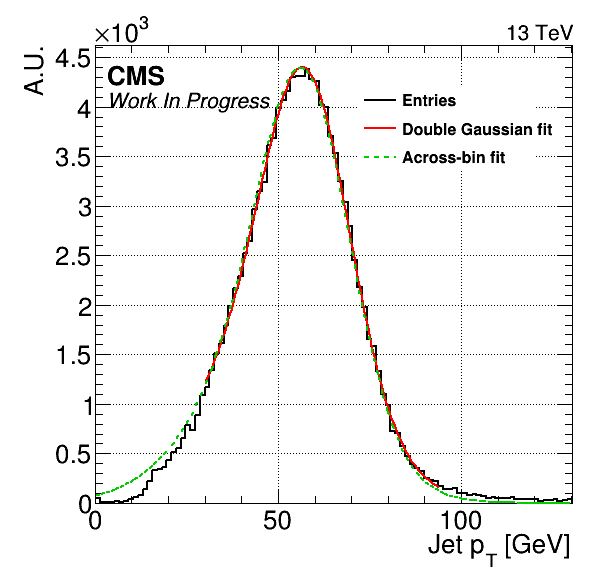 ×10³
13 TeV
A.U.
CMS
Work In Progress
Entries
Double Gaussian fit
Across-bin fit
4.5
4
3.5
3
2.5
2
1.5
1
0.5
0
0 50 100
Jet p_T [GeV]